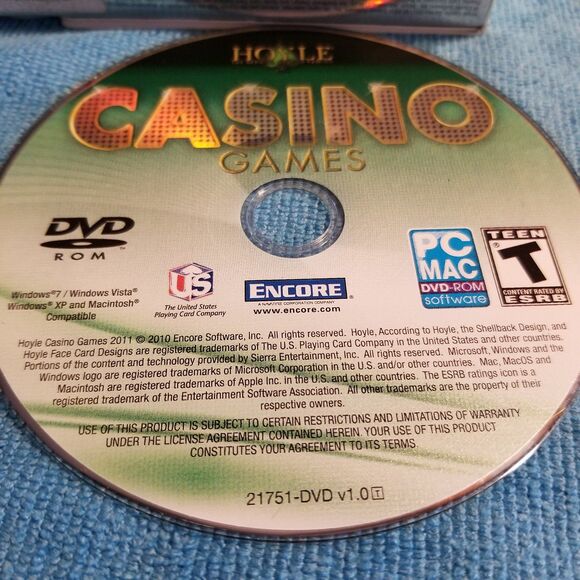 HOYLE
CASINO
GAMES
DVD
ROM
Windows® 7 / Windows Vista®
Windows® XP and Macintosh®
Compatible
US
The United States
Playing Card Company
ENCORE
A NAVARRE CORPORATION COMPANY
www.encore.com
PC
MAC
DVD-ROM
software
TEEN
T
CONTENT RATED BY
ESRB
Hoyle Casino Games 2011 © 2010 Encore Software, Inc. All rights reserved. Hoyle, According to Hoyle, the Shellback Design, and
Hoyle Face Card Designs are registered trademarks of The U.S. Playing Card Company in the United States and other countries.
Portions of the content and technology provided by Sierra Entertainment, Inc. All rights reserved. Microsoft, Windows and the
Windows logo are registered trademarks of Microsoft Corporation in the U.S. and/or other countries. Mac, MacOS and
Macintosh are registered trademarks of Apple Inc. in the U.S. and other countries. The ESRB ratings icon is a
registered trademark of the Entertainment Software Association. All other trademarks are the property of their
respective owners.
USE OF THIS PRODUCT IS SUBJECT TO CERTAIN RESTRICTIONS AND LIMITATIONS OF WARRANTY
UNDER THE LICENSE AGREEMENT CONTAINED HEREIN. YOUR USE OF THIS PRODUCT
CONSTITUTES YOUR AGREEMENT TO ITS TERMS.
21751-DVD v1.0 T